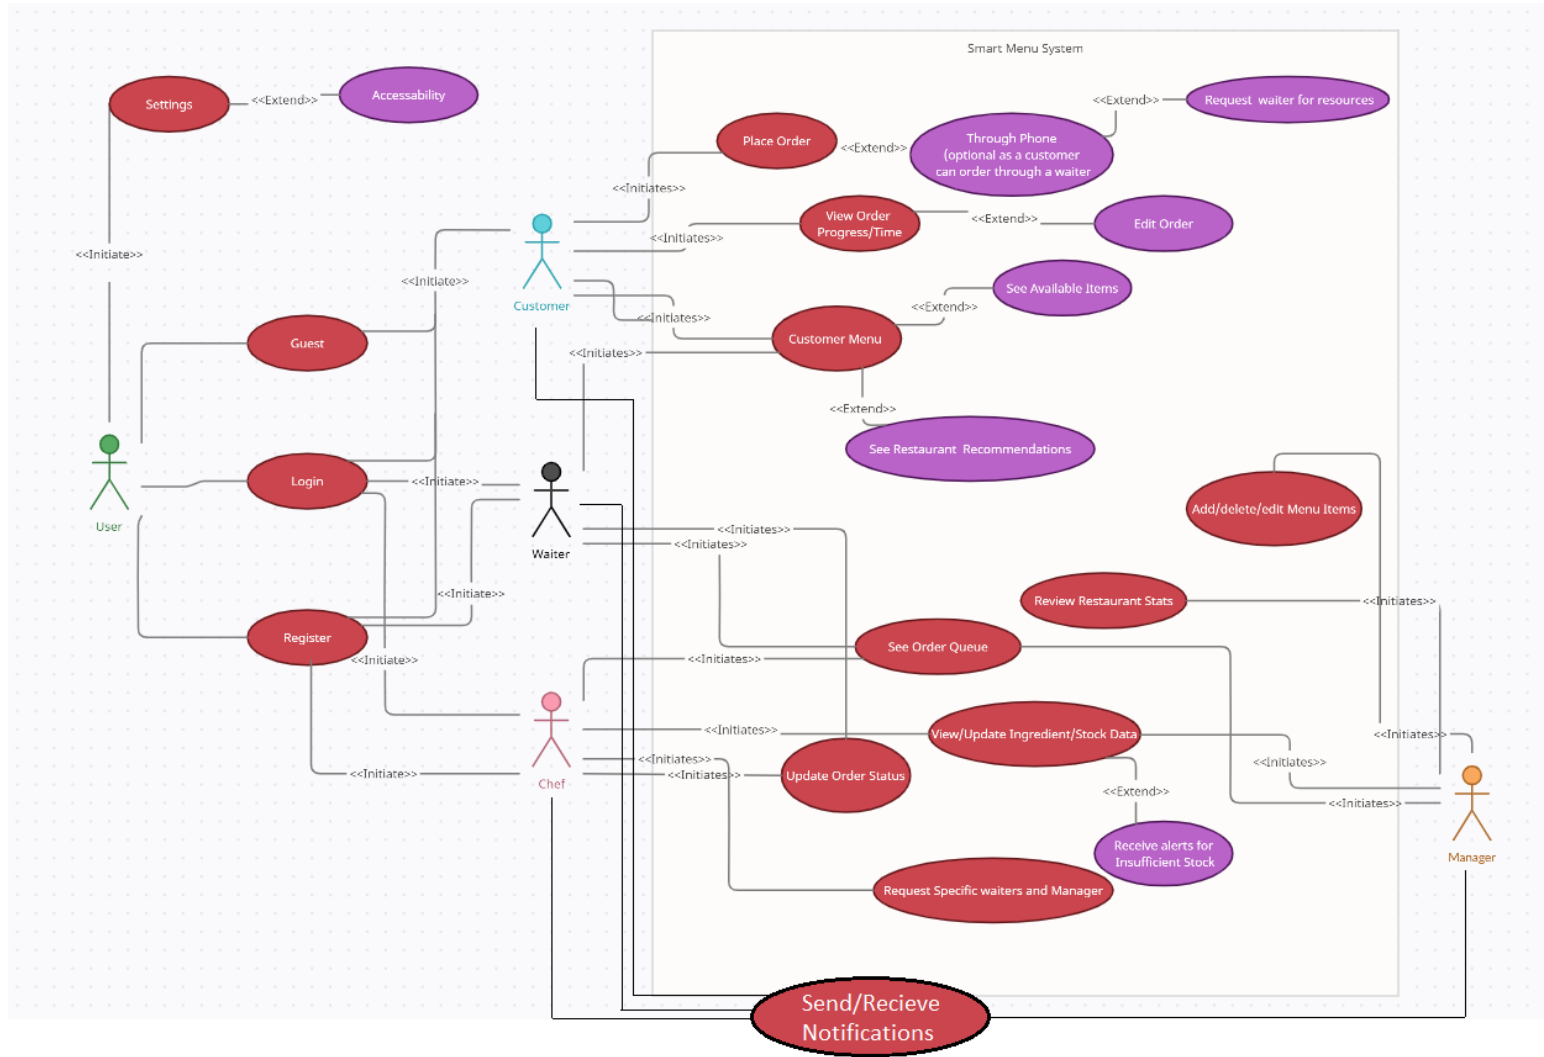 Smart Menu System
Settings
<<Extend>>
Accessability
Place Order
<<Extend>>
Through Phone
(optional as a customer
can order through a waiter
<<Extend>>
Request waiter for resources
<<Initiates>>
View Order
Progress/Time
<<Extend>>
Edit Order
<<Initiates>>
<<Initiate>>
<<Initiate>>
Customer
See Available Items
<<Extend>>
<<Initiates>>
Guest
Customer Menu
<<Initiates>>
<<Extend>>
See Restaurant Recommendations
User
Login
<<Initiate>>
Waiter
<<Initiates>>
<<Initiates>>
Add/delete/edit Menu Items
<<Initiate>>
Review Restaurant Stats
<<Initiates>>
Register
<<Initiate>>
See Order Queue
<<Initiates>>
<<Initiates>>
View/Update Ingredient/Stock Data
<<Initiates>>
<<Initiates>>
<<Initiates>>
<<Initiate>>
Chef
<<Initiates>>
Update Order Status
<<Extend>>
<<Initiates>>
Receive alerts for
Insufficient Stock
Manager
Request Specific waiters and Manager
Send/Recieve
Notifications